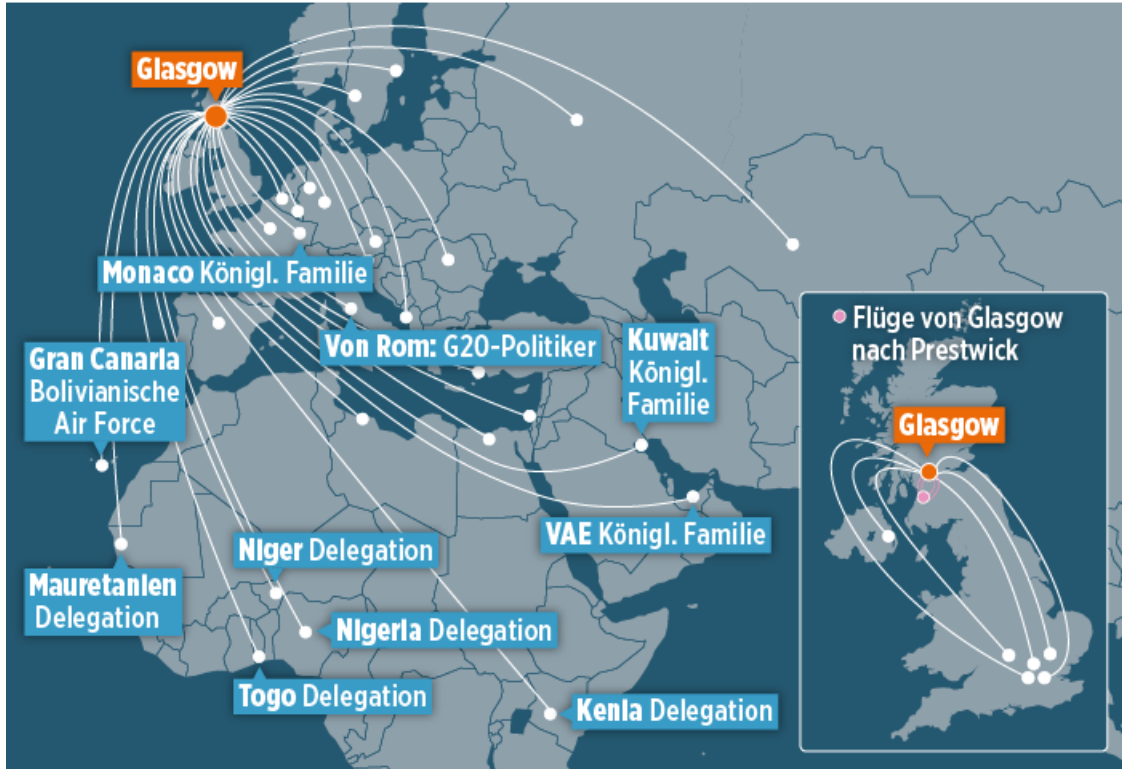 Glasgow
Monaco Königl. Familie
Von Rom: G20-Politiker
Gran Canaria
Bolivianische
Air Force
Kuwait
Königl.
Familie
VAE Königl. Familie
Niger Delegation
Mauretanien
Delegation
Nigeria Delegation
Togo Delegation
Kenia Delegation
Flüge von Glasgow
nach Prestwick
Glasgow